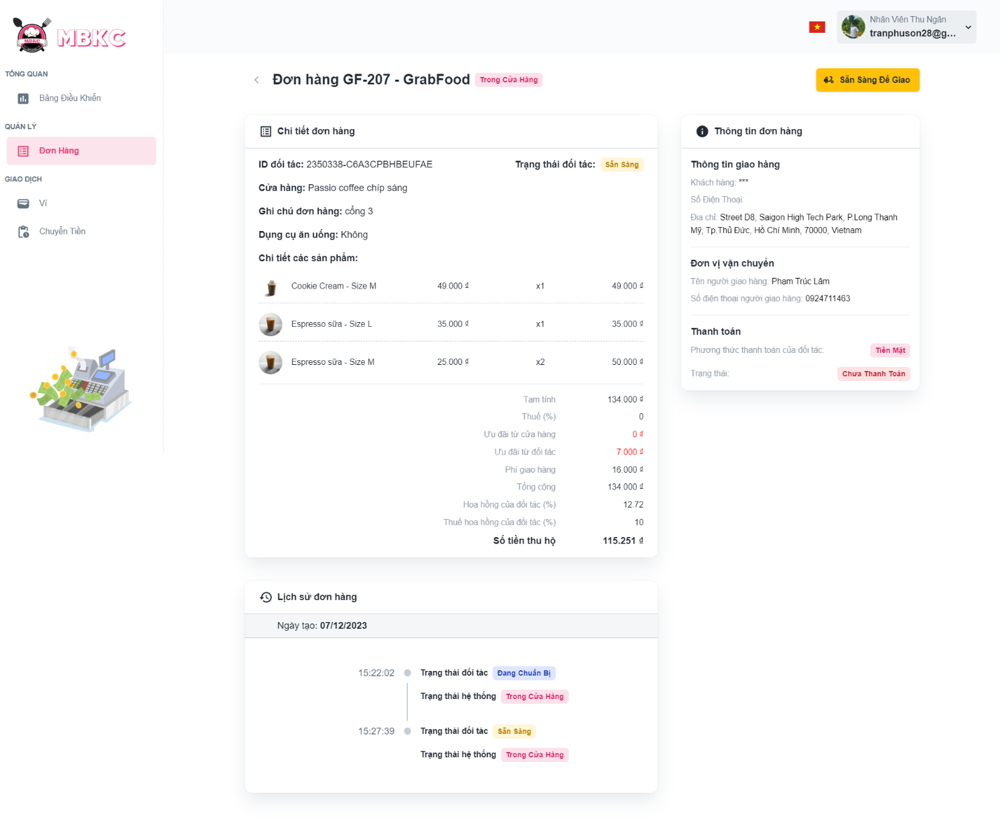 MBKC
MBKC
Nhân Viên Thu Ngân
tranphuson28@g...
TỔNG QUAN
Bảng Điều Khiển
QUẢN LÝ
Đơn Hàng
GIAO DỊCH
Ví
Chuyển Tiền
Đơn hàng GF-207 - GrabFood
Trong Cửa Hàng
Sẵn Sàng Để Giao
Chi tiết đơn hàng
ID đối tác: 2350338-C6A3CPBHBEUFAE
Trạng thái đối tác: Sẵn Sàng
Cửa hàng: Passio coffee chíp sáng
Ghi chú đơn hàng: cổng 3
Dụng cụ ăn uống: Không
Chi tiết các sản phẩm:
Cookie Cream - Size M 49.000 ₫ x1 49.000 ₫
Espresso sữa - Size L 35.000 ₫ x1 35.000 ₫
Espresso sữa - Size M 25.000 ₫ x2 50.000 ₫
Tạm tính 134.000 ₫
Thuế (%) 0
Ưu đãi từ cửa hàng 0 ₫
Ưu đãi từ đối tác 7.000 ₫
Phí giao hàng 16.000 ₫
Tổng cộng 134.000 ₫
Hoa hồng của đối tác (%) 12.72
Thuế hoa hồng của đối tác (%) 10
Số tiền thu hộ 115.251 ₫
Thông tin đơn hàng
Thông tin giao hàng
Khách hàng: ***
Số Điện Thoại:
Địa chỉ: Street D8, Saigon High Tech Park, P.Long Thạnh
Mỹ, Tp.Thủ Đức, Hồ Chí Minh, 70000, Vietnam
Đơn vị vận chuyển
Tên người giao hàng: Phạm Trúc Lâm
Số điện thoại người giao hàng: 0924711463
Thanh toán
Phương thức thanh toán của đối tác: Tiền Mặt
Trạng thái: Chưa Thanh Toán
Lịch sử đơn hàng
Ngày tạo: 07/12/2023
15:22:02 Trạng thái đối tác Đang Chuẩn Bị
Trạng thái hệ thống Trong Cửa Hàng
15:27:39 Trạng thái đối tác Sẵn Sàng
Trạng thái hệ thống Trong Cửa Hàng